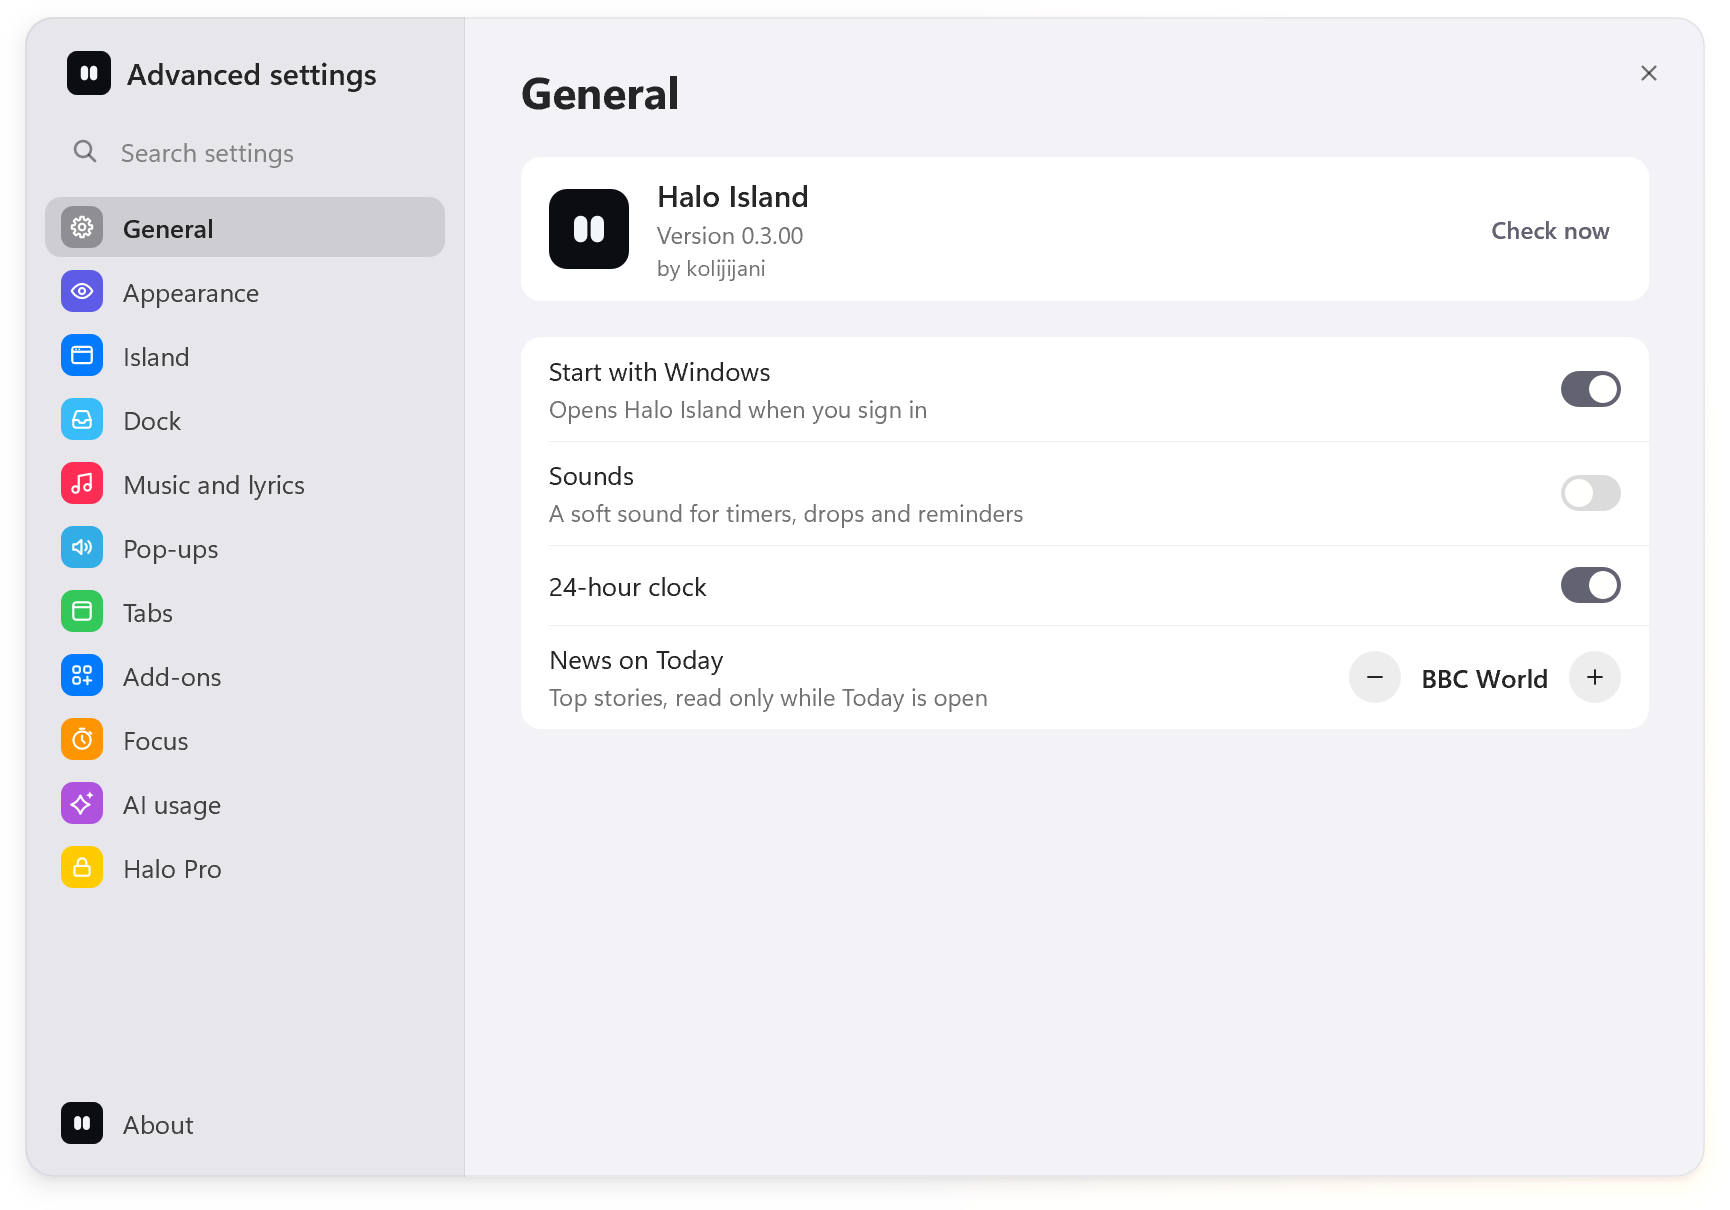 Advanced settings
Search settings
General
Appearance
Island
Dock
Music and lyrics
Pop-ups
Tabs
Add-ons
Focus
AI usage
Halo Pro
About
General
Halo Island
Version 0.3.00
by kolijijani
Check now
Start with Windows
Opens Halo Island when you sign in
Sounds
A soft sound for timers, drops and reminders
24-hour clock
News on Today
Top stories, read only while Today is open
BBC World